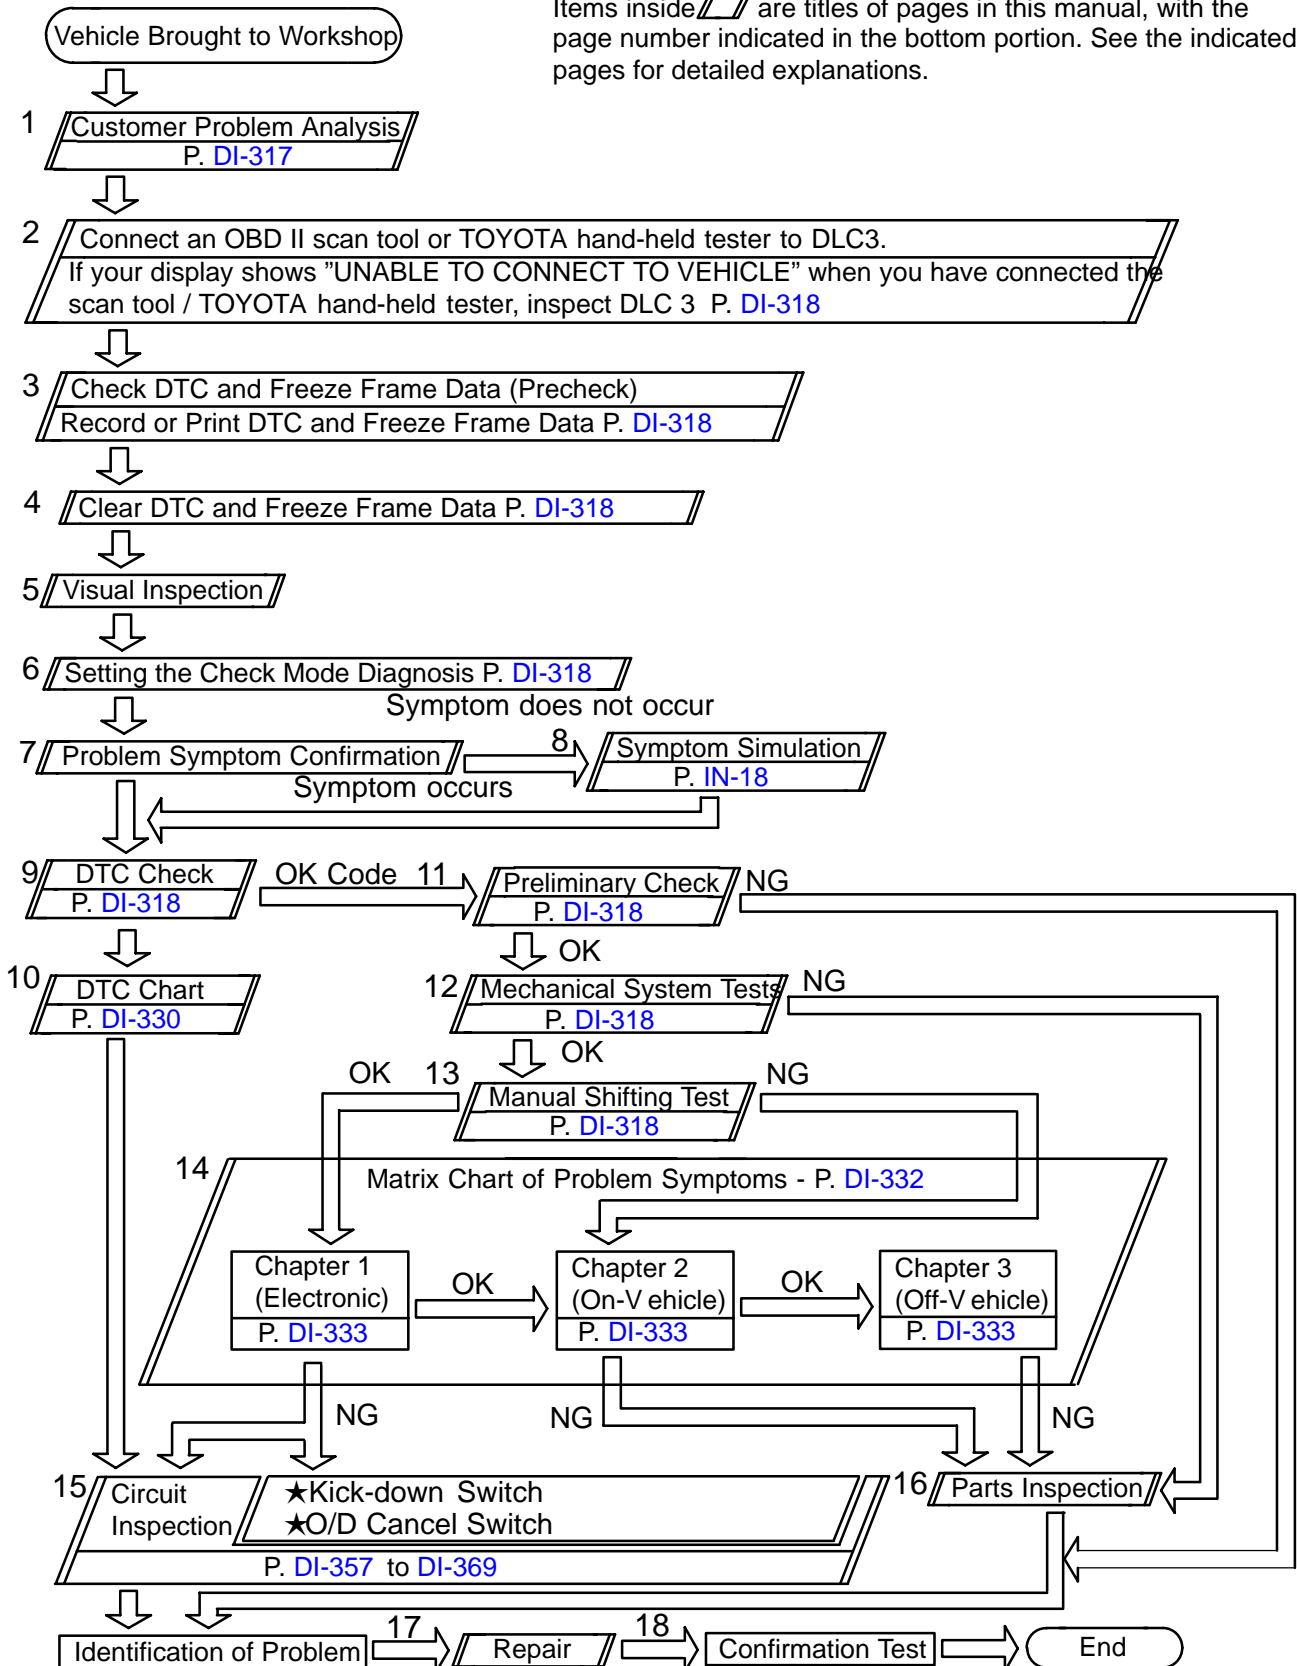 Items inside are titles of pages in this manual, with the
page number indicated in the bottom portion. See the indicated
pages for detailed explanations.
Vehicle Brought to Workshop
1
Customer Problem Analysis
P. DI-317
2
Connect an OBD II scan tool or TOYOTA hand-held tester to DLC3.
If your display shows ”UNABLE TO CONNECT TO VEHICLE” when you have connected the
scan tool / TOYOTA hand-held tester, inspect DLC 3 P. DI-318
3
Check DTC and Freeze Frame Data (Precheck)
Record or Print DTC and Freeze Frame Data P. DI-318
4
Clear DTC and Freeze Frame Data P. DI-318
5
Visual Inspection
6
Setting the Check Mode Diagnosis P. DI-318
Symptom does not occur
7
Problem Symptom Confirmation
8
Symptom Simulation
P. IN-18
Symptom occurs
9
DTC Check
P. DI-318
OK Code
11
Preliminary Check
P. DI-318
NG
OK
10
DTC Chart
P. DI-330
12
Mechanical System Tests
P. DI-318
NG
OK
OK
13
Manual Shifting Test
P. DI-318
NG
14
Matrix Chart of Problem Symptoms - P. DI-332
Chapter 1
(Electronic)
P. DI-333
OK
Chapter 2
(On-V ehicle)
P. DI-333
OK
Chapter 3
(Off-V ehicle)
P. DI-333
NG
NG
NG
15
Circuit
Inspection
★Kick-down Switch
★O/D Cancel Switch
P. DI-357 to DI-369
16
Parts Inspection
Identification of Problem
17
Repair
18
Confirmation Test
End